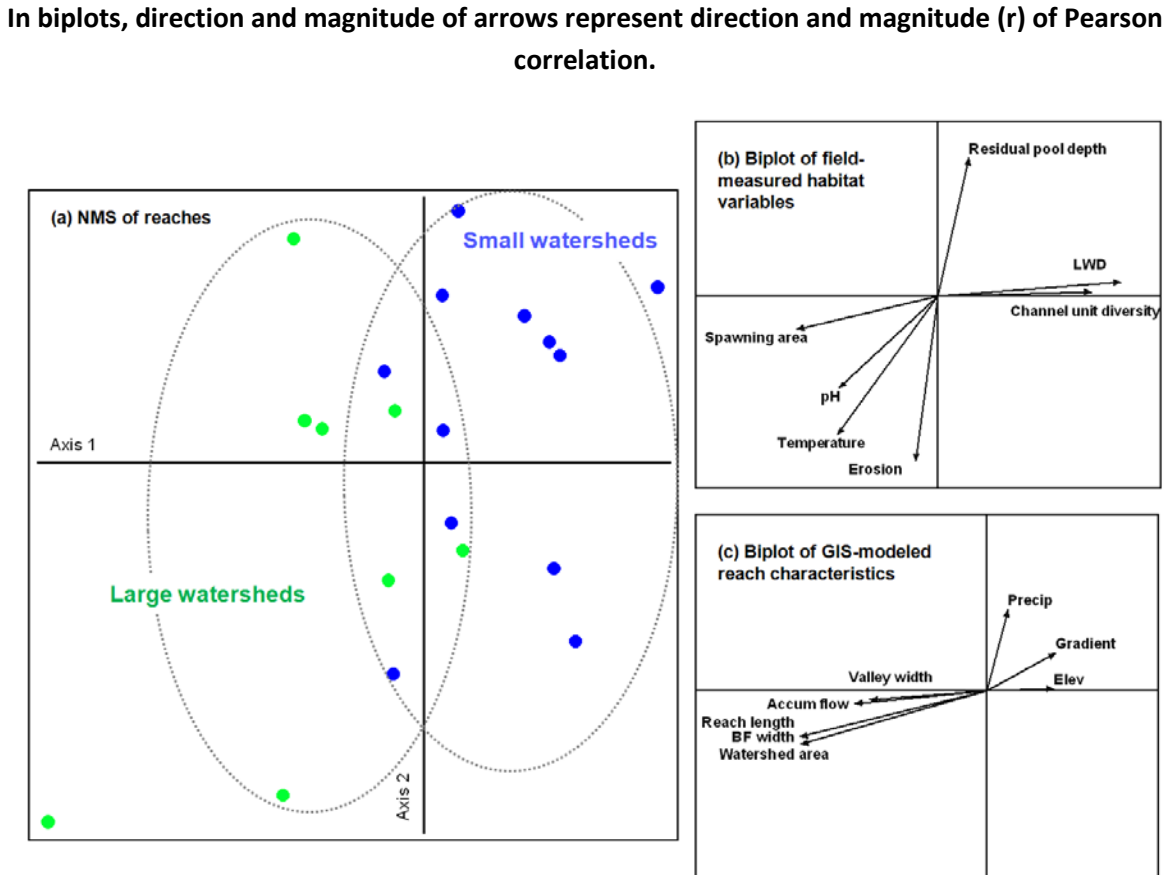 In biplots, direction and magnitude of arrows represent direction and magnitude (r) of Pearson
correlation.
(a) NMS of reaches
Small watersheds
Axis 1
Large watersheds
Axis 2
(b) Biplot of field-
measured habitat
variables
Residual pool depth
LWD
Channel unit diversity
Spawning area
pH
Temperature
Erosion
(c) Biplot of GIS-modeled
reach characteristics
Precip
Gradient
Elev
Valley width
Accum flow
Reach length
BF width
Watershed area